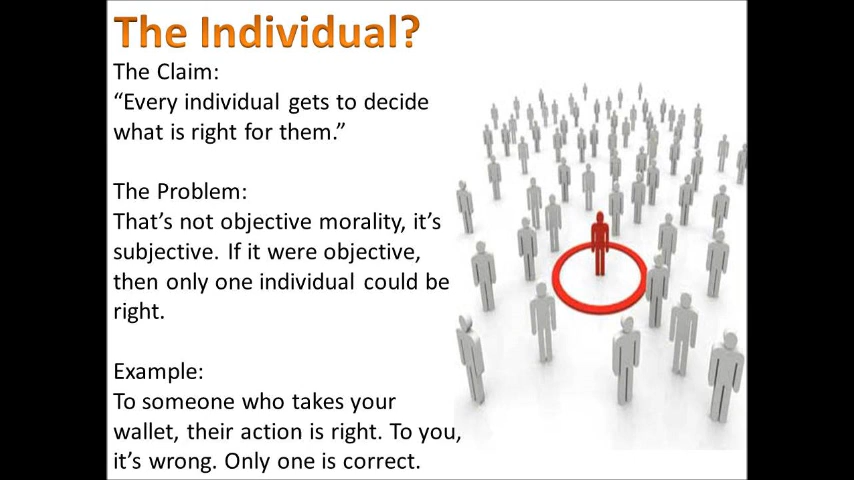 The Individual?
The Claim:
“Every individual gets to decide
what is right for them.”
The Problem:
That’s not objective morality, it’s
subjective. If it were objective,
then only one individual could be
right.
Example:
To someone who takes your
wallet, their action is right. To you,
it’s wrong. Only one is correct.